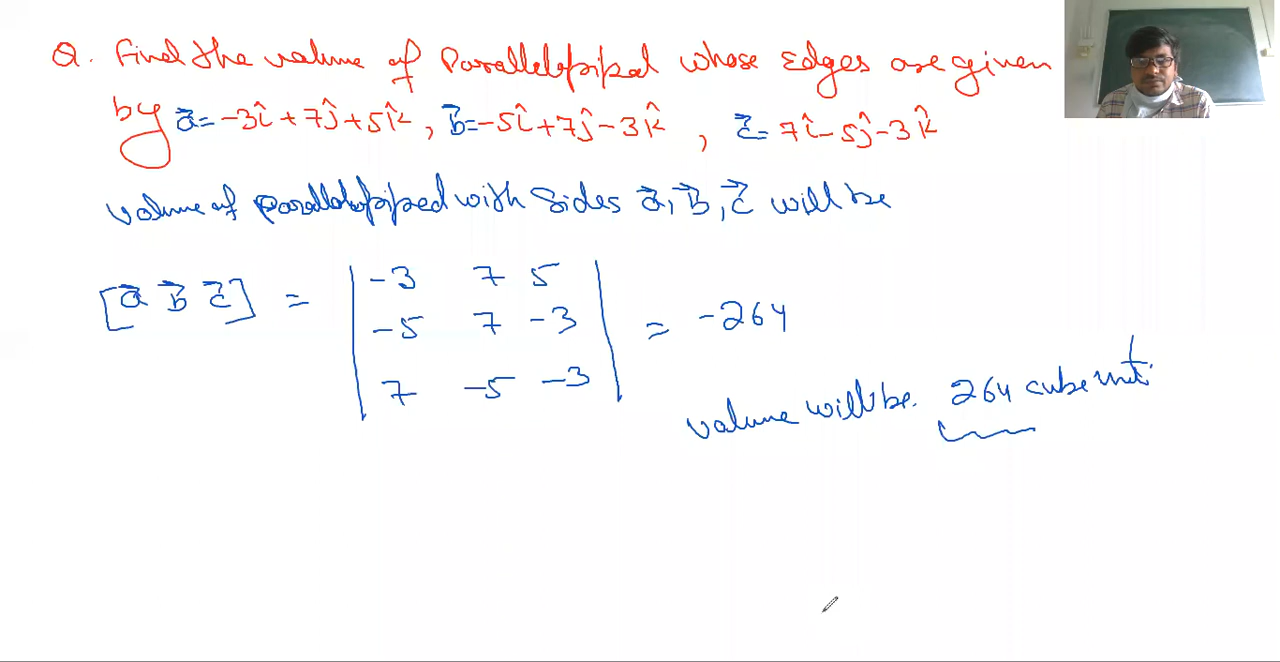 Q. Find the volume of Parallelopiped whose edges are given
by a⃗ = -3î + 7ĵ + 5k̂, b⃗ = -5î + 7ĵ - 3k̂, c⃗ = 7î - 5ĵ - 3k̂
volume of parallelopiped with sides a⃗, b⃗, c⃗ will be
[a⃗ b⃗ c⃗] = | -3 7 5 |
| -5 7 -3 | = -264
| 7 -5 -3 |
volume will be. 264 cube unit.